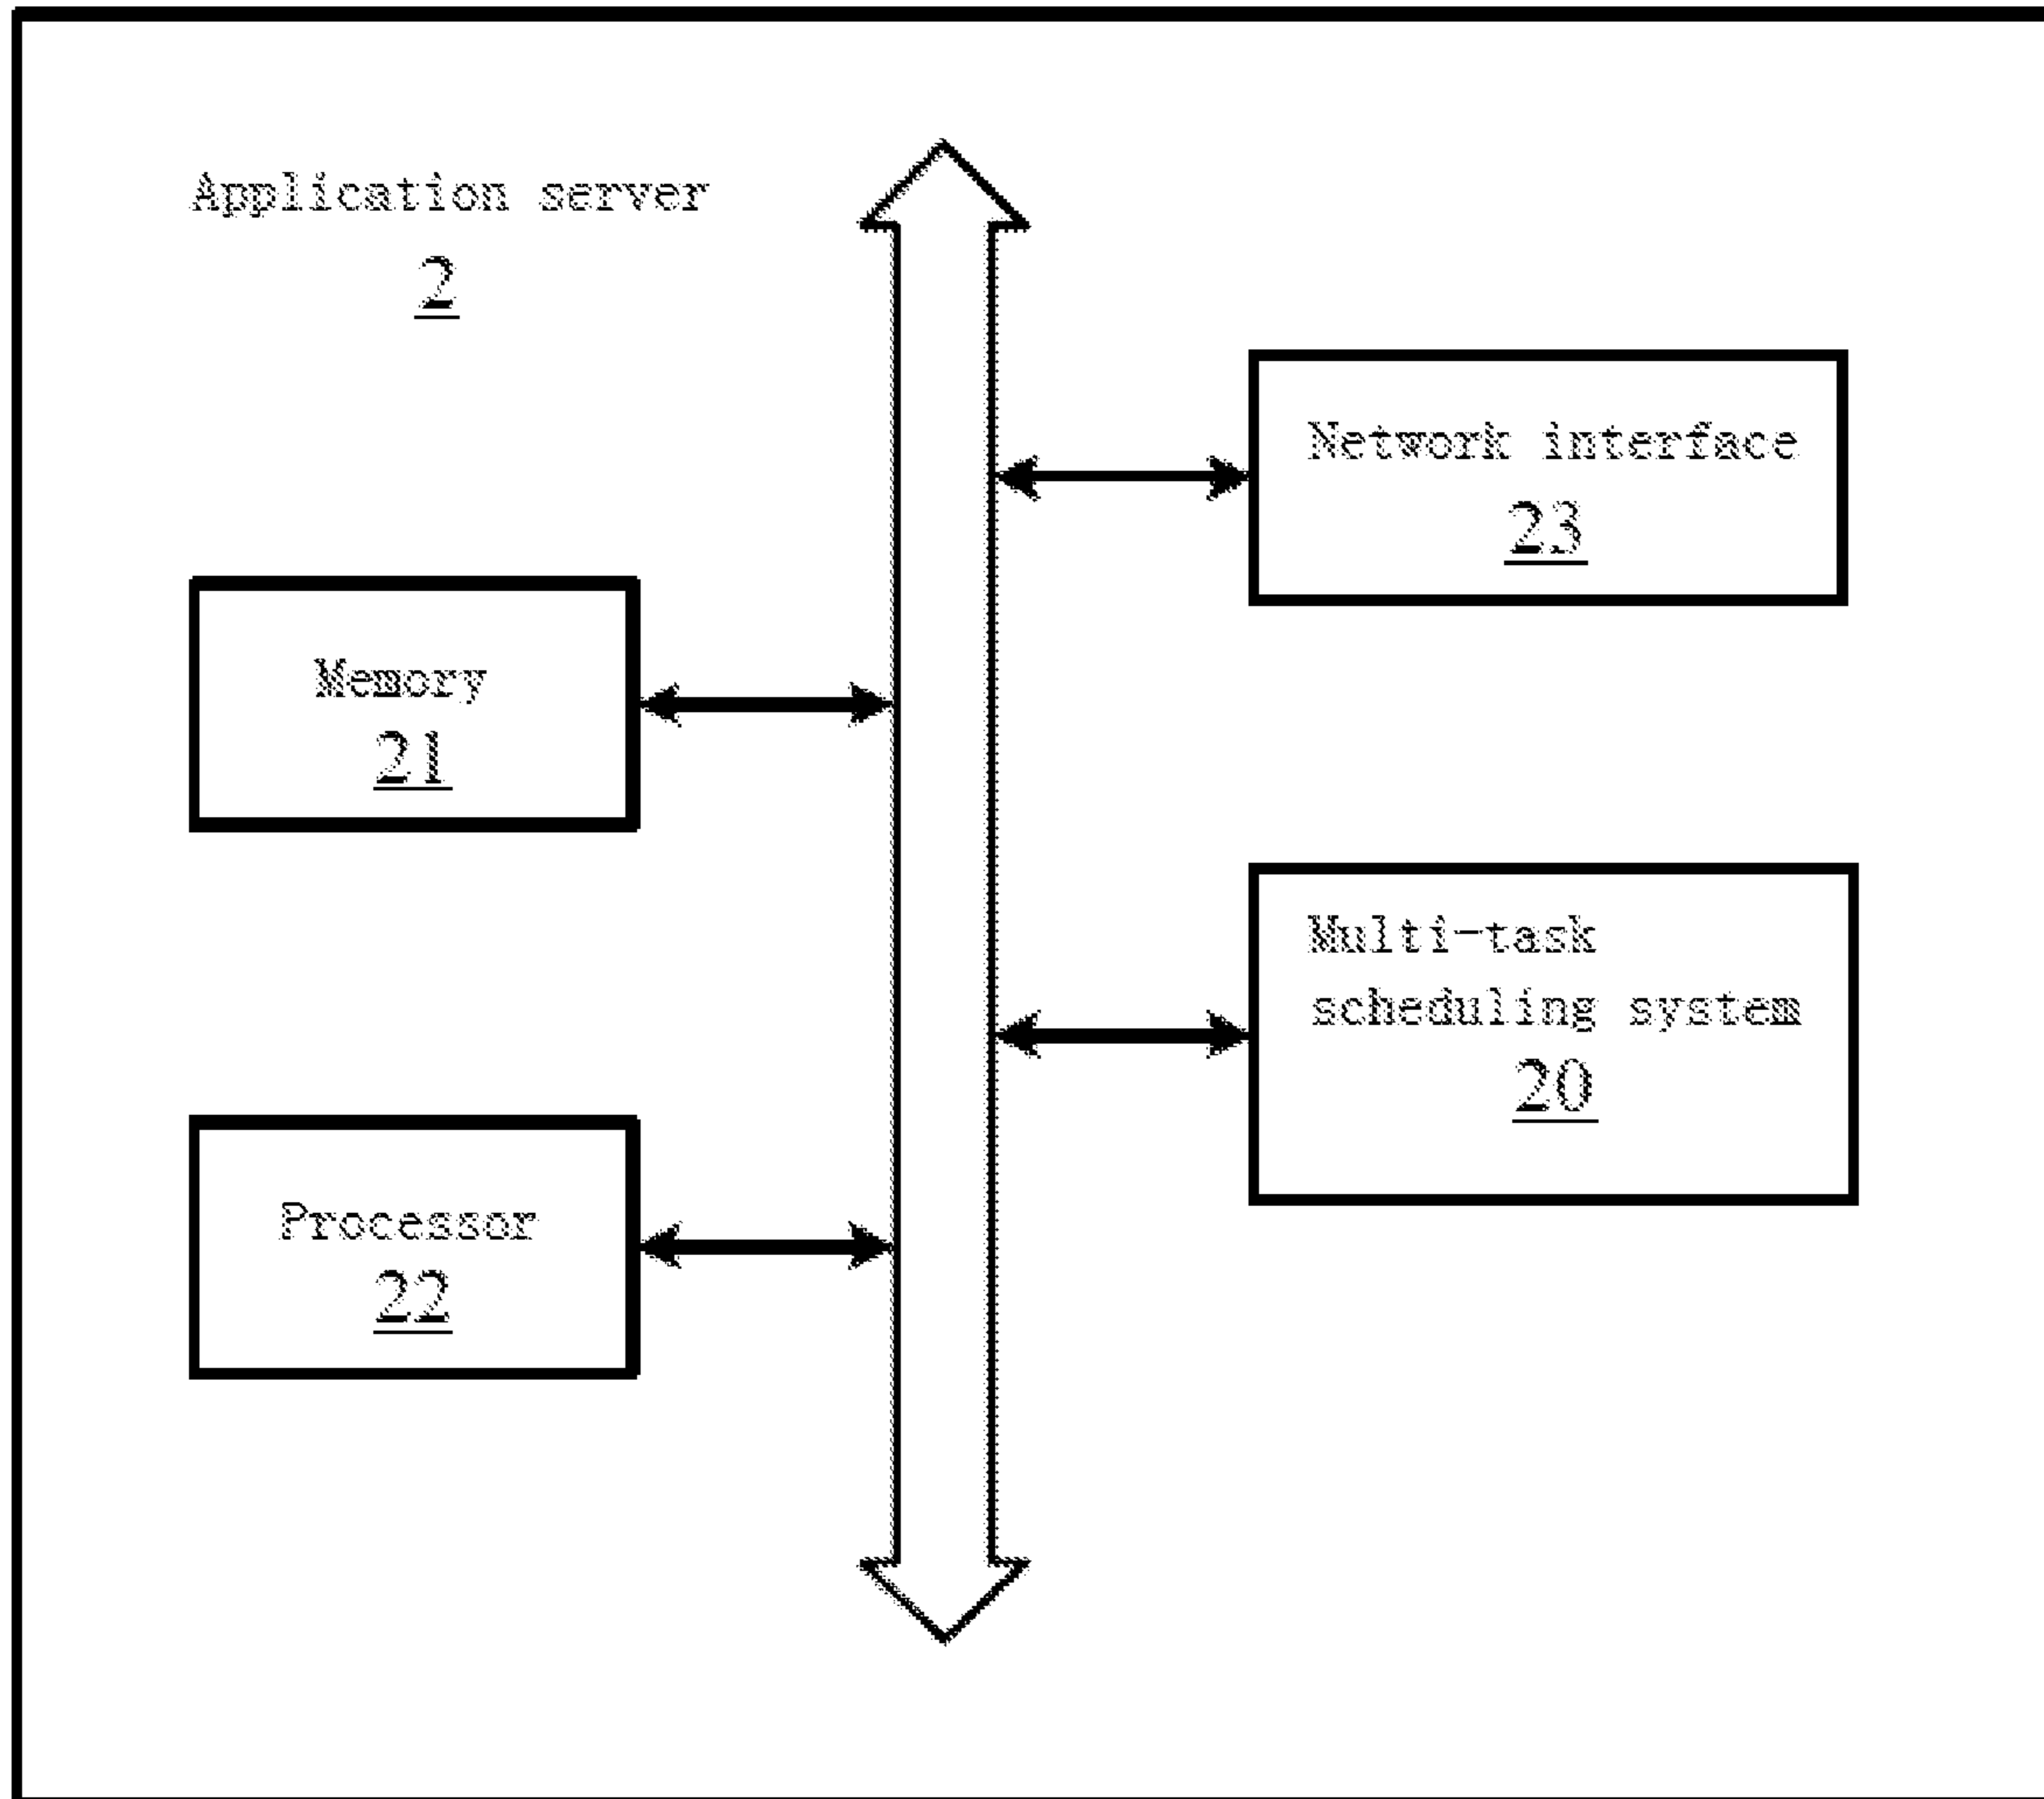 Application server
2
Network interface
23
Memory
21
Multi-task
scheduling system
20
Processor
22